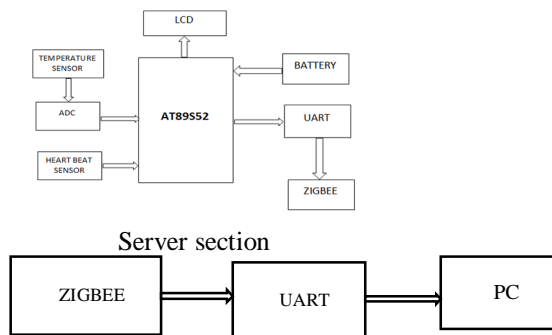 LCD
TEMPERATURE
SENSOR
BATTERY
ADC
AT89S52
UART
HEART BEAT
SENSOR
ZIGBEE
Server section
ZIGBEE
UART
PC